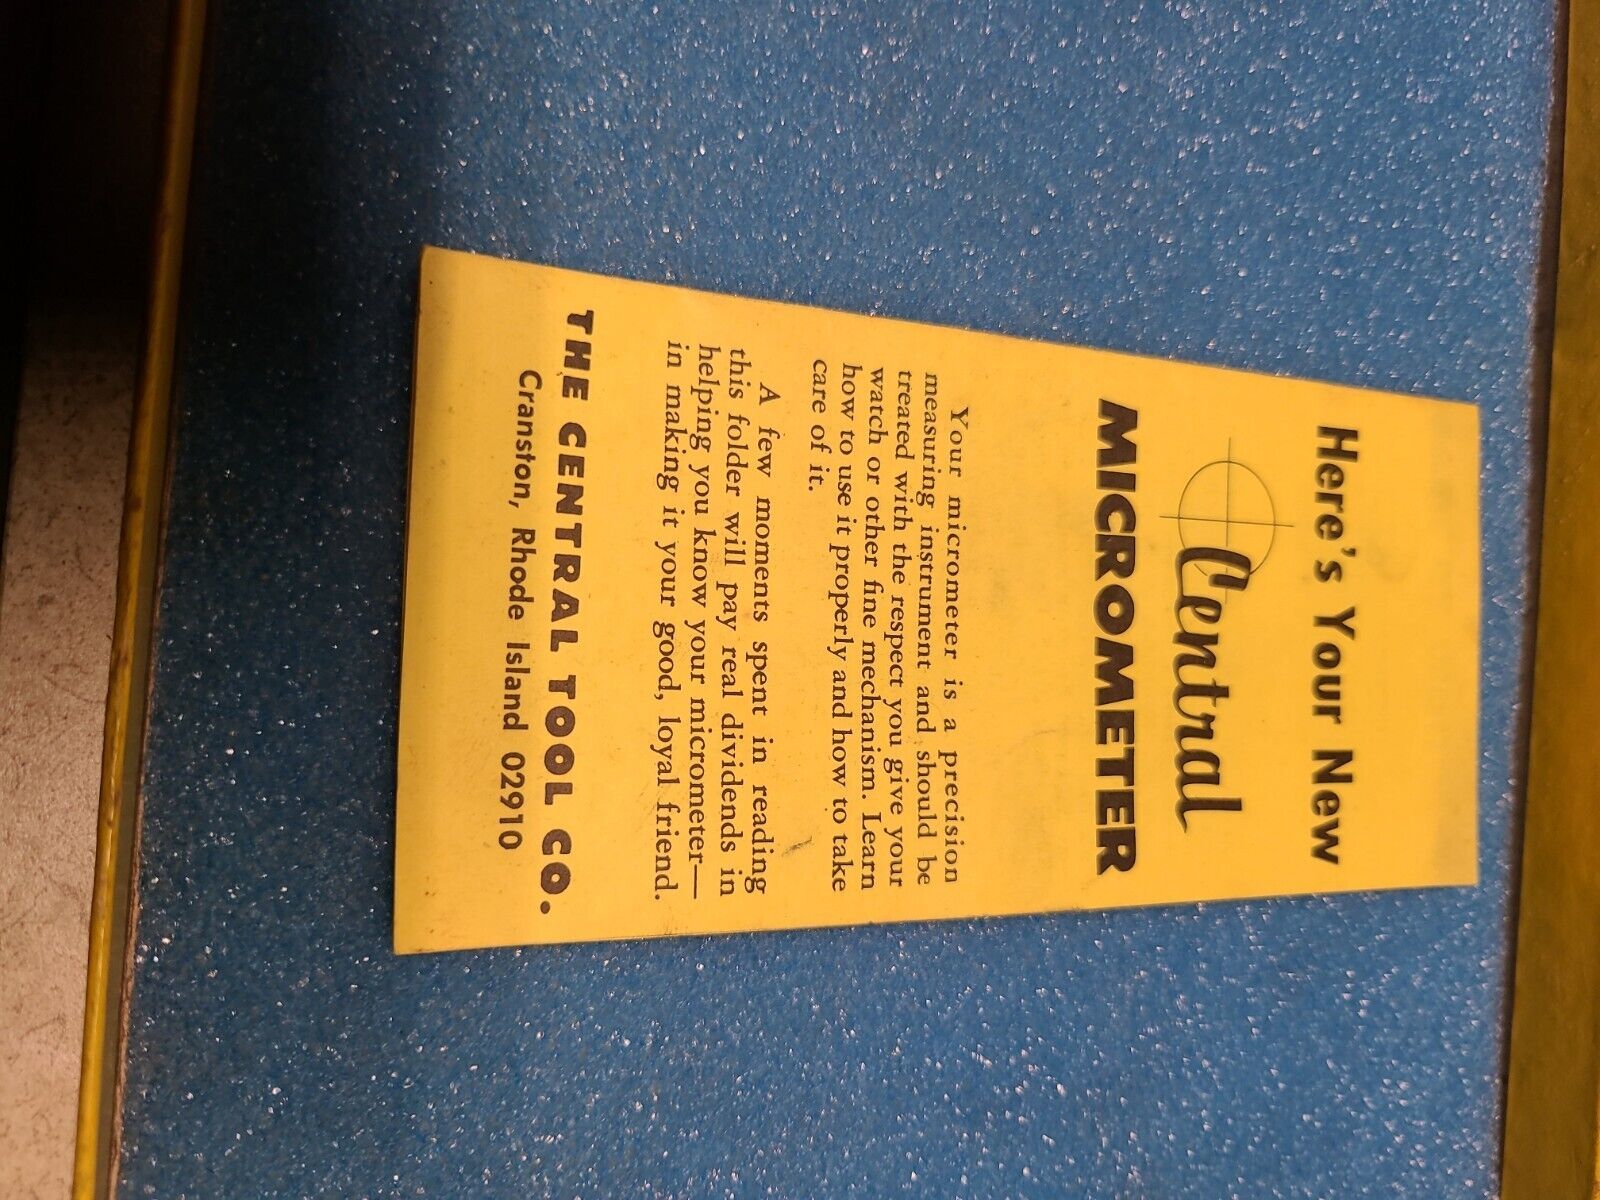 Here's Your New
Central
MICROMETER
Your micrometer is a precision
measuring instrument and should be
treated with the respect you give your
watch or other fine mechanism. Learn
how to use it properly and how to take
care of it.
A few moments spent in reading
this folder will pay real dividends in
helping you know your micrometer—
in making it your good, loyal friend.
THE CENTRAL TOOL CO.
Cranston, Rhode Island 02910